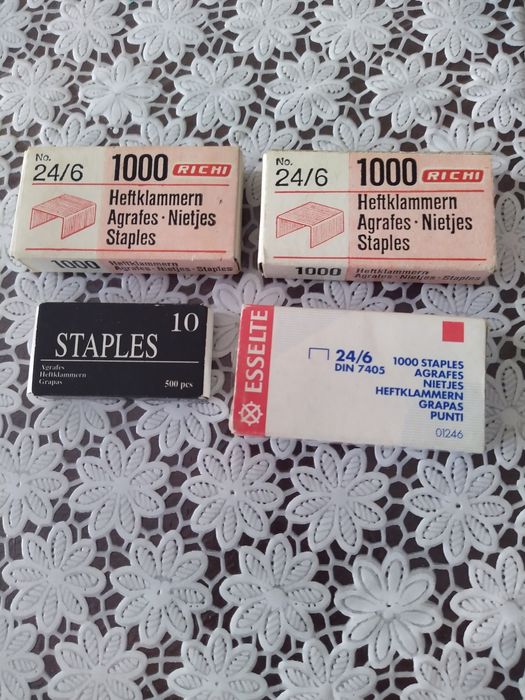 No.
24/6
1000 RICHI
Heftklammern
Agrafes · Nietjes
Staples
1000 Heftklammern
Agrafes · Nietjes · Staples
No.
24/6
1000 RICHI
Heftklammern
Agrafes · Nietjes
Staples
1000 Heftklammern
Agrafes · Nietjes · Staples
10
STAPLES
Agrafes
Heftklammern
Grapas
500 pcs
ESSELTE
24/6
DIN 7405
1000 STAPLES
AGRAFES
NIETJES
HEFTKLAMMERN
GRAPAS
PUNTI
01246